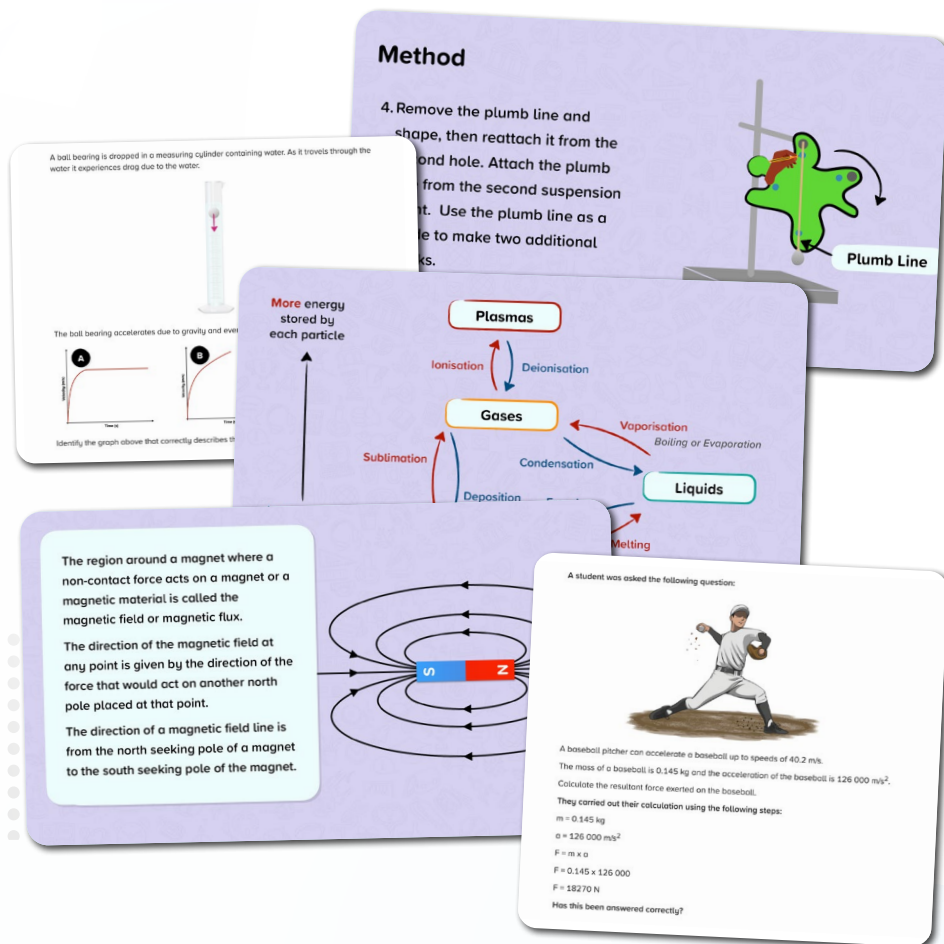 Method
4. Remove the plumb line and
shape, then reattach it from the
ond hole. Attach the plumb
from the second suspension
t. Use the plumb line as a
e to make two additional
ks.
Plumb Line
A ball bearing is dropped in a measuring cylinder containing water. As it travels through the
water it experiences drag due to the water.
The ball bearing accelerates due to gravity and even
A
B
Velocity (m/s)
Time (s)
Identify the graph above that correctly describes th
More energy
stored by
each particle
Plasmas
Ionisation
Deionisation
Gases
Vaporisation
Boiling or Evaporation
Sublimation
Condensation
Liquids
Deposition
Melting
The region around a magnet where a
non-contact force acts on a magnet or a
magnetic material is called the
magnetic field or magnetic flux.
The direction of the magnetic field at
any point is given by the direction of the
force that would act on another north
pole placed at that point.
The direction of a magnetic field line is
from the north seeking pole of a magnet
to the south seeking pole of the magnet.
S
N
A student was asked the following question:
A baseball pitcher can accelerate a baseball up to speeds of 40.2 m/s.
The mass of a baseball is 0.145 kg and the acceleration of the baseball is 126 000 m/s².
Calculate the resultant force exerted on the baseball.
They carried out their calculation using the following steps:
m = 0.145 kg
a = 126 000 m/s²
F = m x a
F = 0.145 x 126 000
F = 18270 N
Has this been answered correctly?